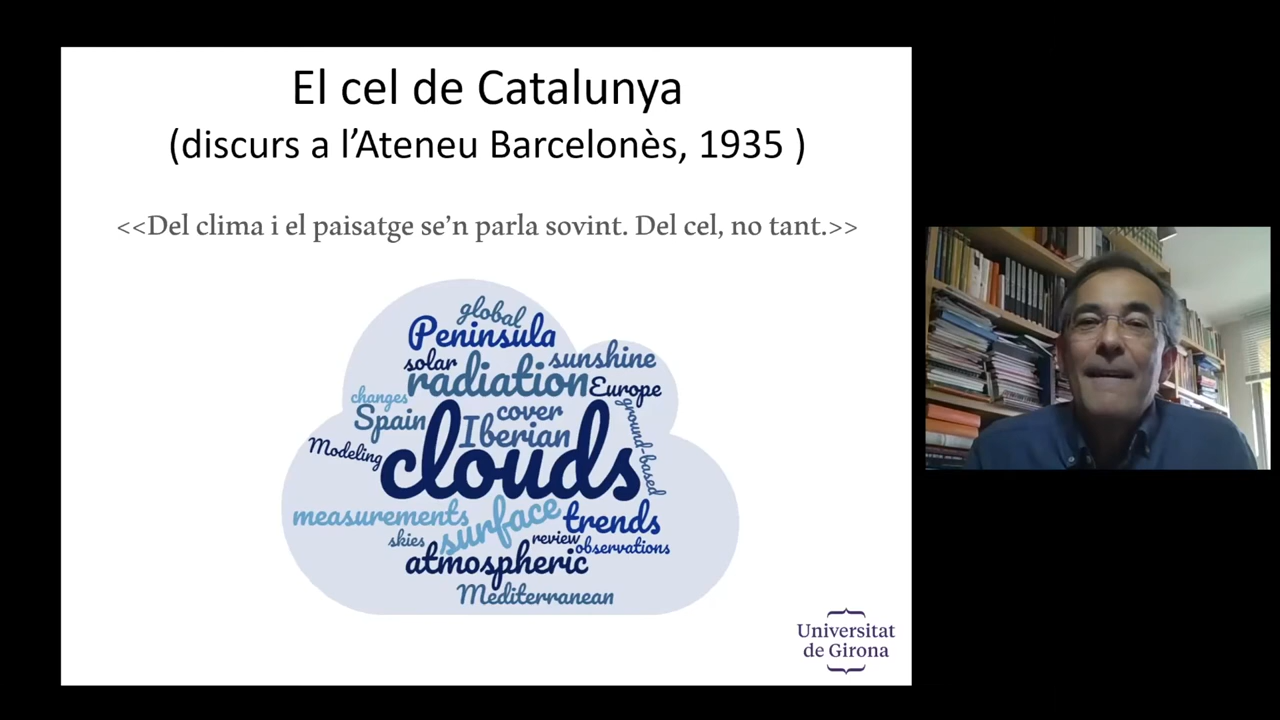 El cel de Catalunya
(discurs a l’Ateneu Barcelonès, 1935 )
<<Del clima i el paisatge se’n parla sovint. Del cel, no tant.>>
global
Peninsula
solar
sunshine
radiation
Europe
changes
cover
Spain
Iberian
ground-based
Modeling
clouds
measurements
surface
trends
skies
review
observations
atmospheric
Mediterranean
Universitat
de Girona